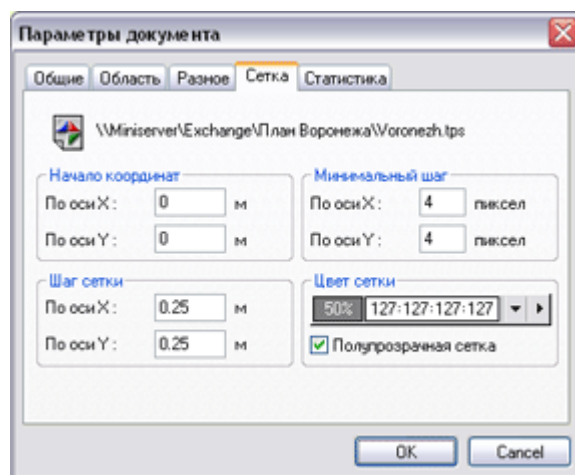 Параметры документа
Общие Область Разное Сетка Статистика
\\Miniserver\Exchange\План Воронежа\Voronezh.tps
Начало координат
По оси X: 0 м
По оси Y: 0 м
Минимальный шаг
По оси X: 4 пиксел
По оси Y: 4 пиксел
Шаг сетки
По оси X: 0.25 м
По оси Y: 0.25 м
Цвет сетки
50% 127:127:127:127
Полупрозрачная сетка
OK Cancel